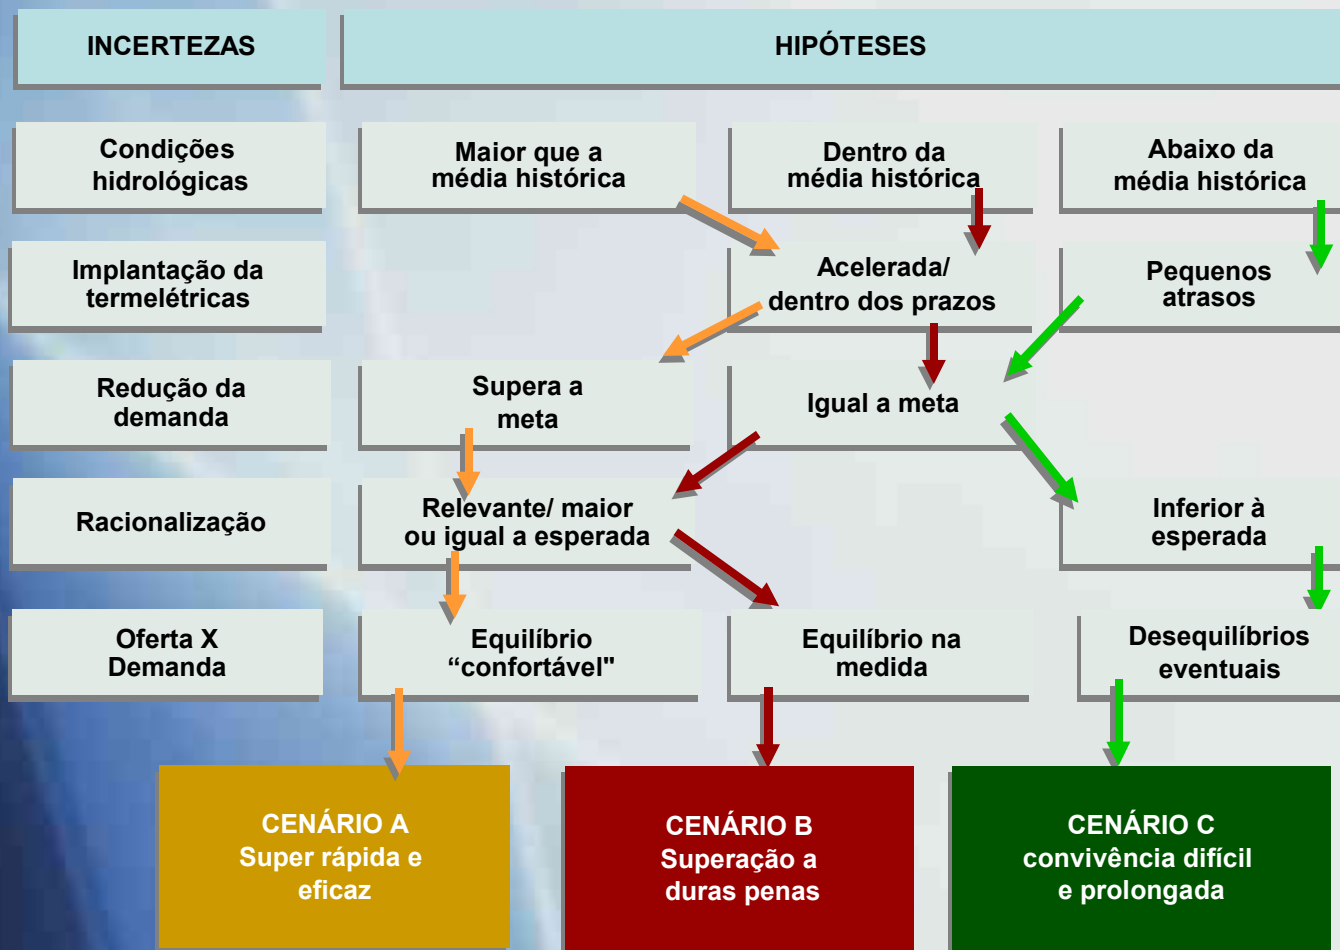 INCERTEZAS
HIPÓTESES
Condições
hidrológicas
Maior que a
média histórica
Dentro da
média histórica
Abaixo da
média histórica
Implantação da
termelétricas
Acelerada/
dentro dos prazos
Pequenos
atrasos
Redução da
demanda
Supera a
meta
Igual a meta
Racionalização
Relevante/ maior
ou igual a esperada
Inferior à
esperada
Oferta X
Demanda
Equilíbrio
“confortável"
Equilíbrio na
medida
Desequilíbrios
eventuais
CENÁRIO A
Super rápida e
eficaz
CENÁRIO B
Superação a
duras penas
CENÁRIO C
convivência difícil
e prolongada